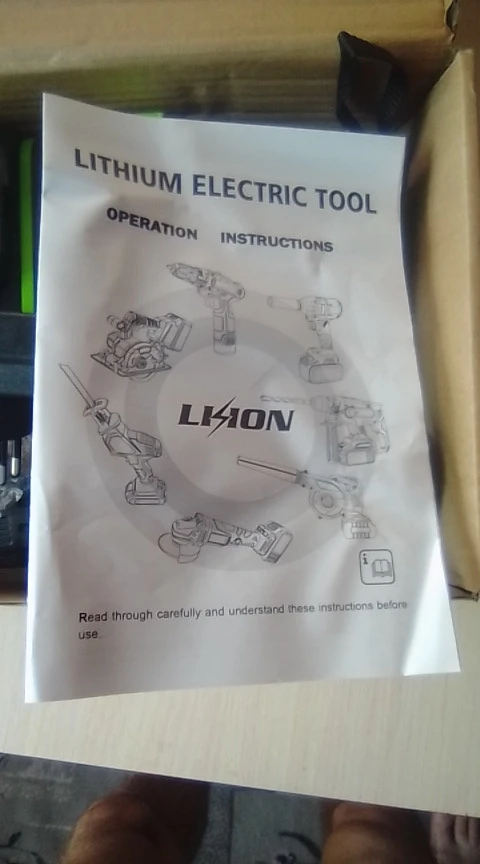 LITHIUM ELECTRIC TOOL
OPERATION INSTRUCTIONS
LI-ION
i
Read through carefully and understand these instructions before
use.